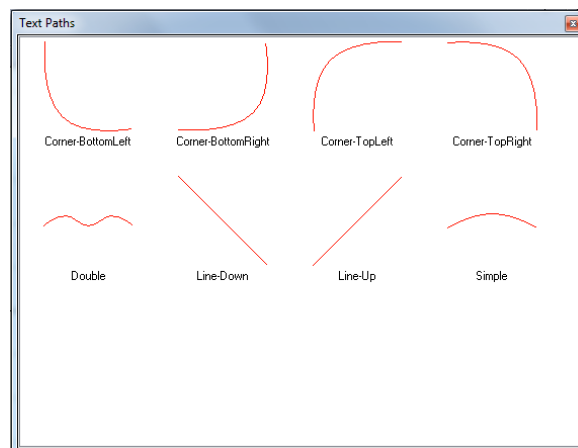 Text Paths
Corner-BottomLeft Corner-BottomRight Corner-TopLeft Corner-TopRight
Double Line-Down Line-Up Simple